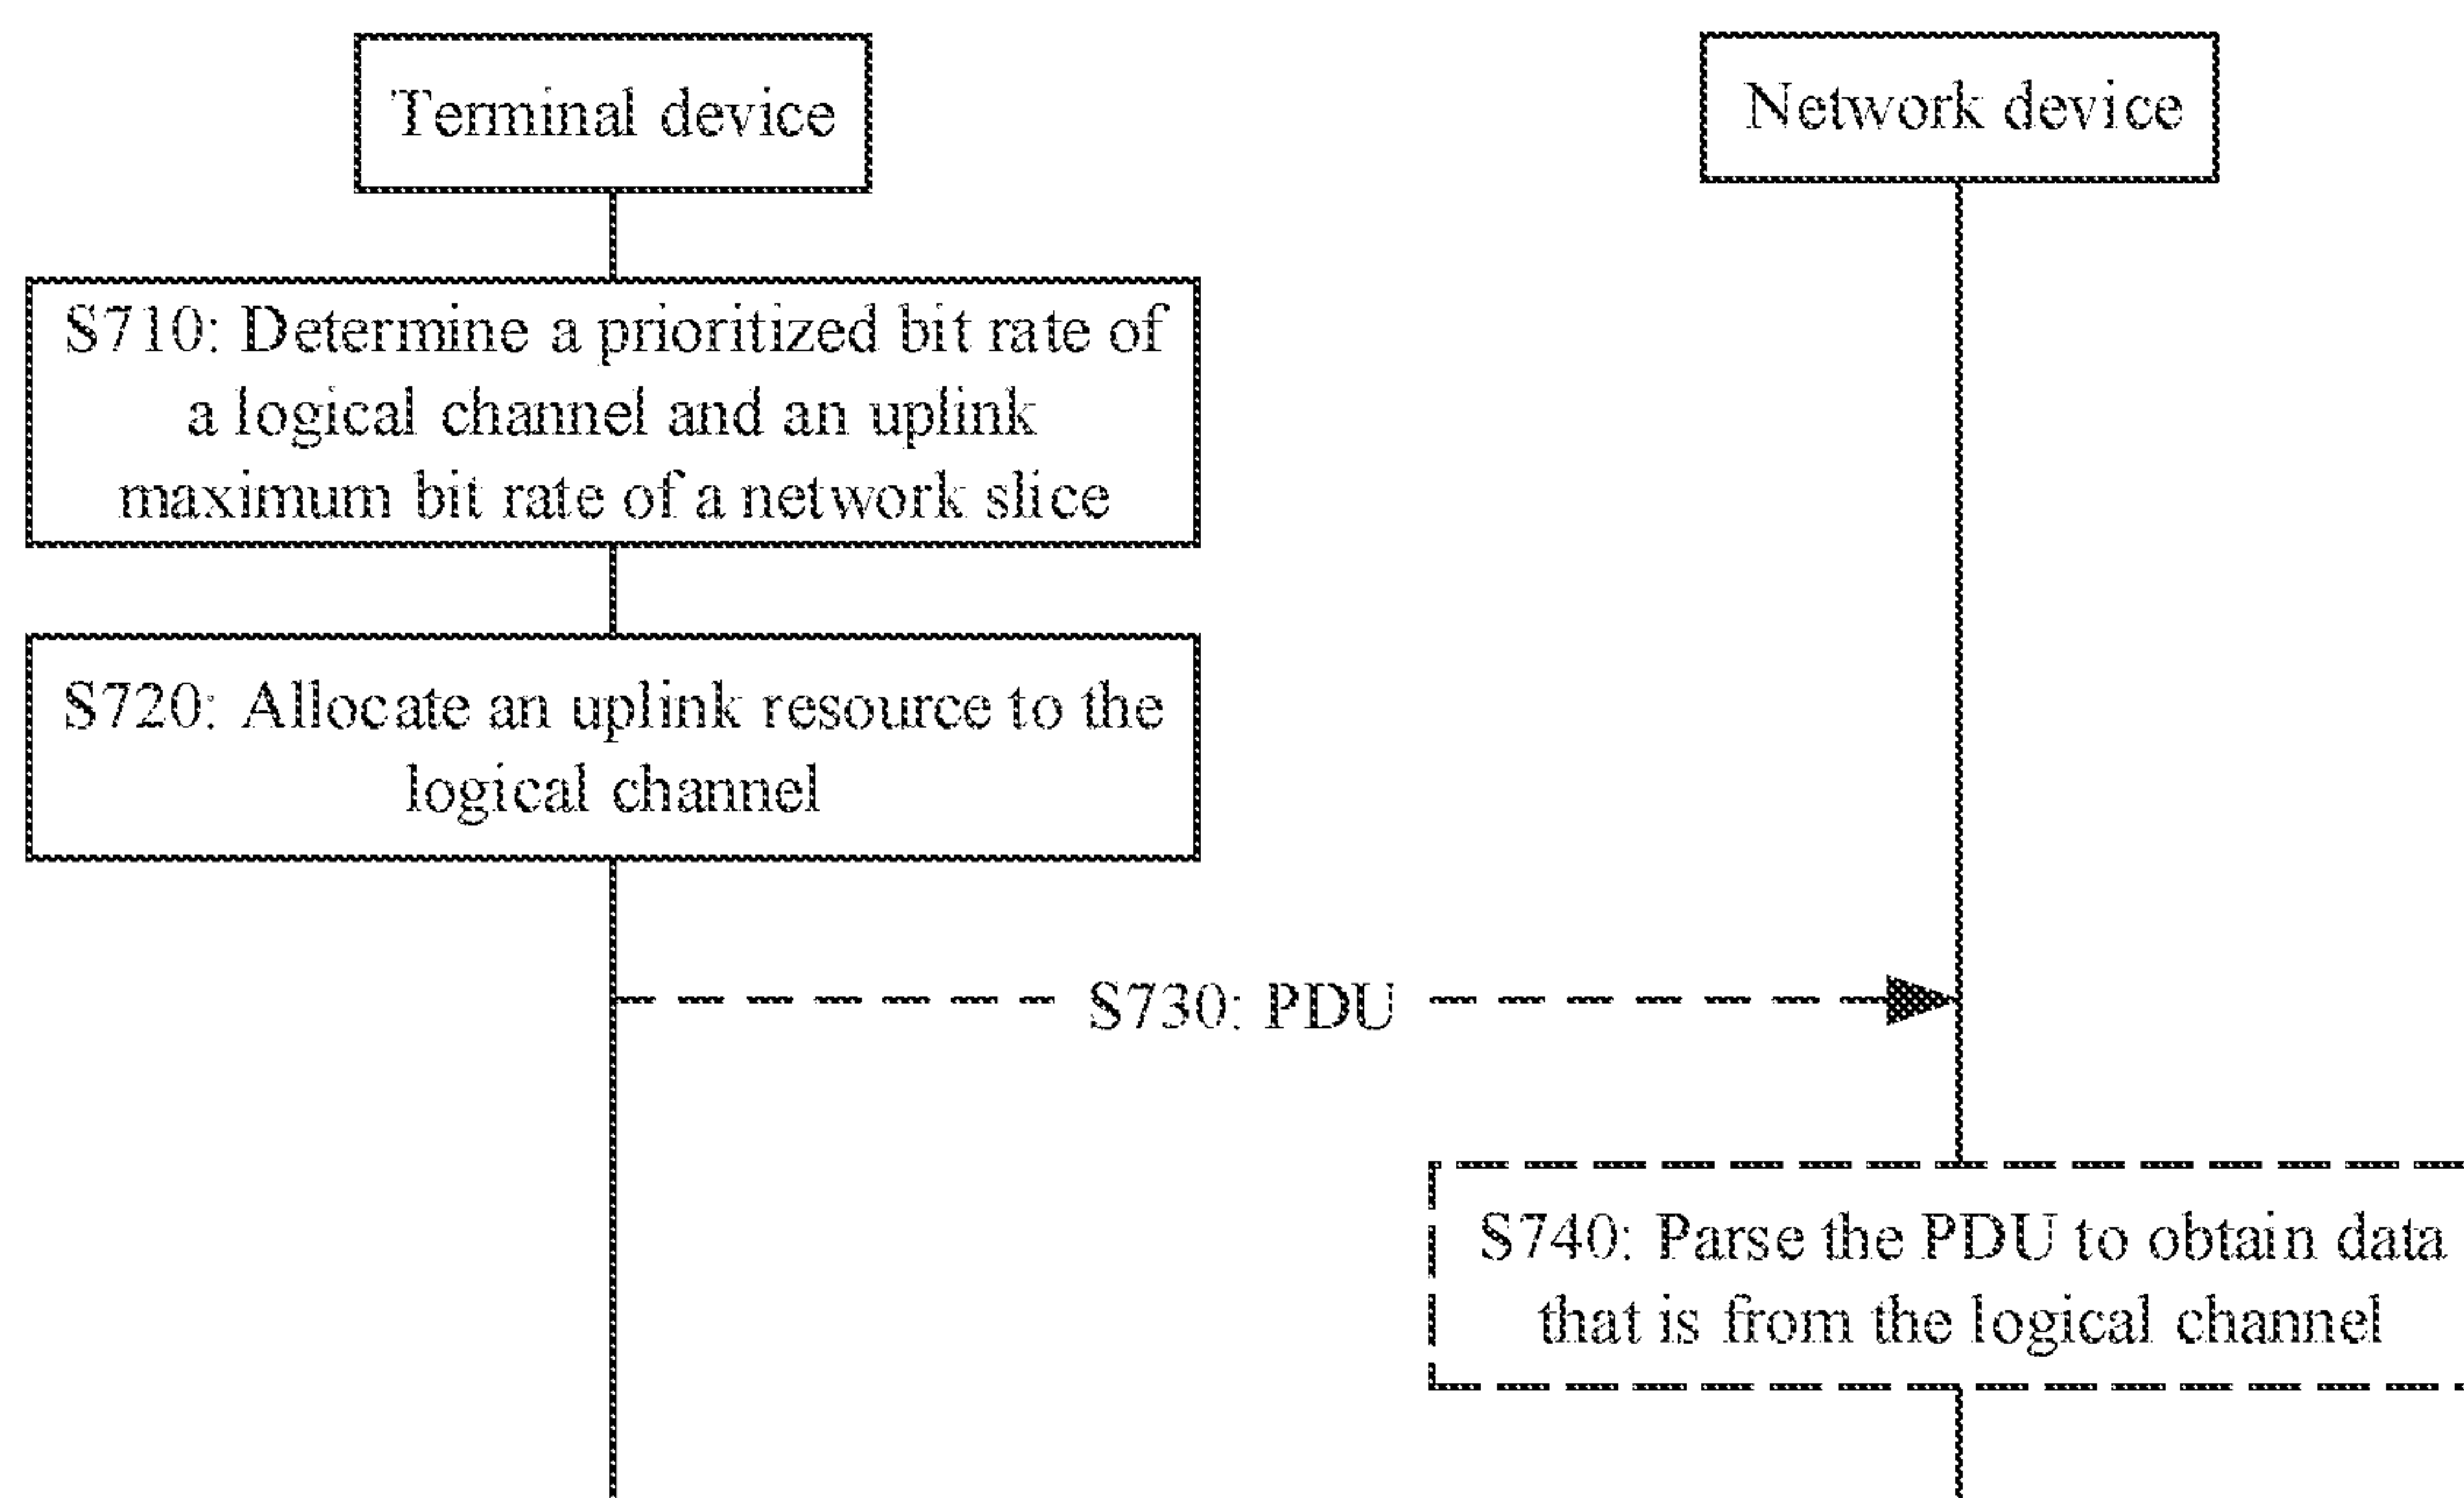 Terminal device
Network device
S710: Determine a prioritized bit rate of
a logical channel and an uplink
maximum bit rate of a network slice
S720: Allocate an uplink resource to the
logical channel
S730: PDU
S740: Parse the PDU to obtain data
that is from the logical channel